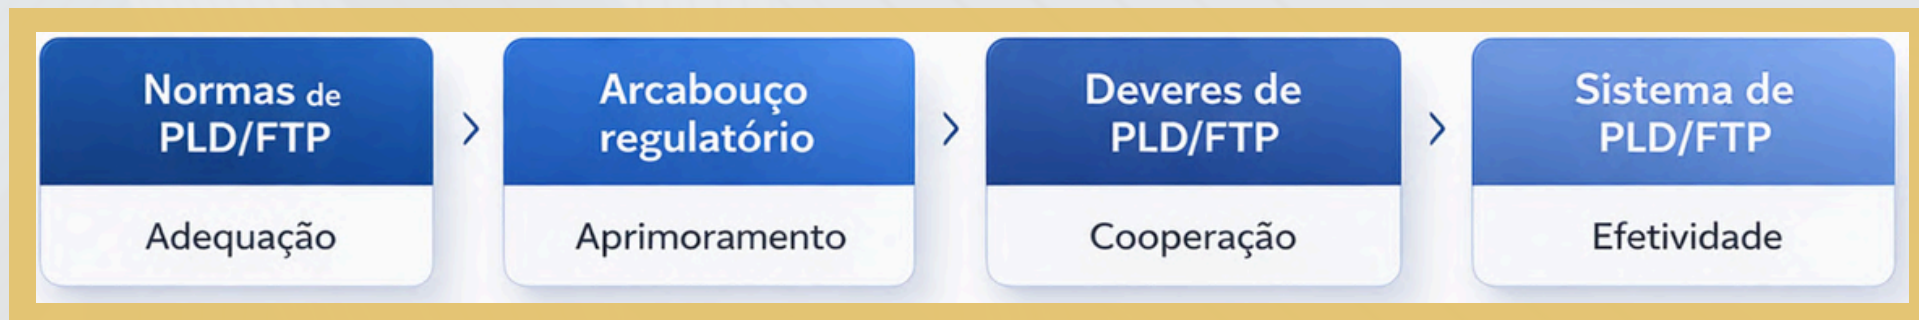 Normas de
PLD/FTP
Adequação
Arcabouço
regulatório
Aprimoramento
Deveres de
PLD/FTP
Cooperação
Sistema de
PLD/FTP
Efetividade